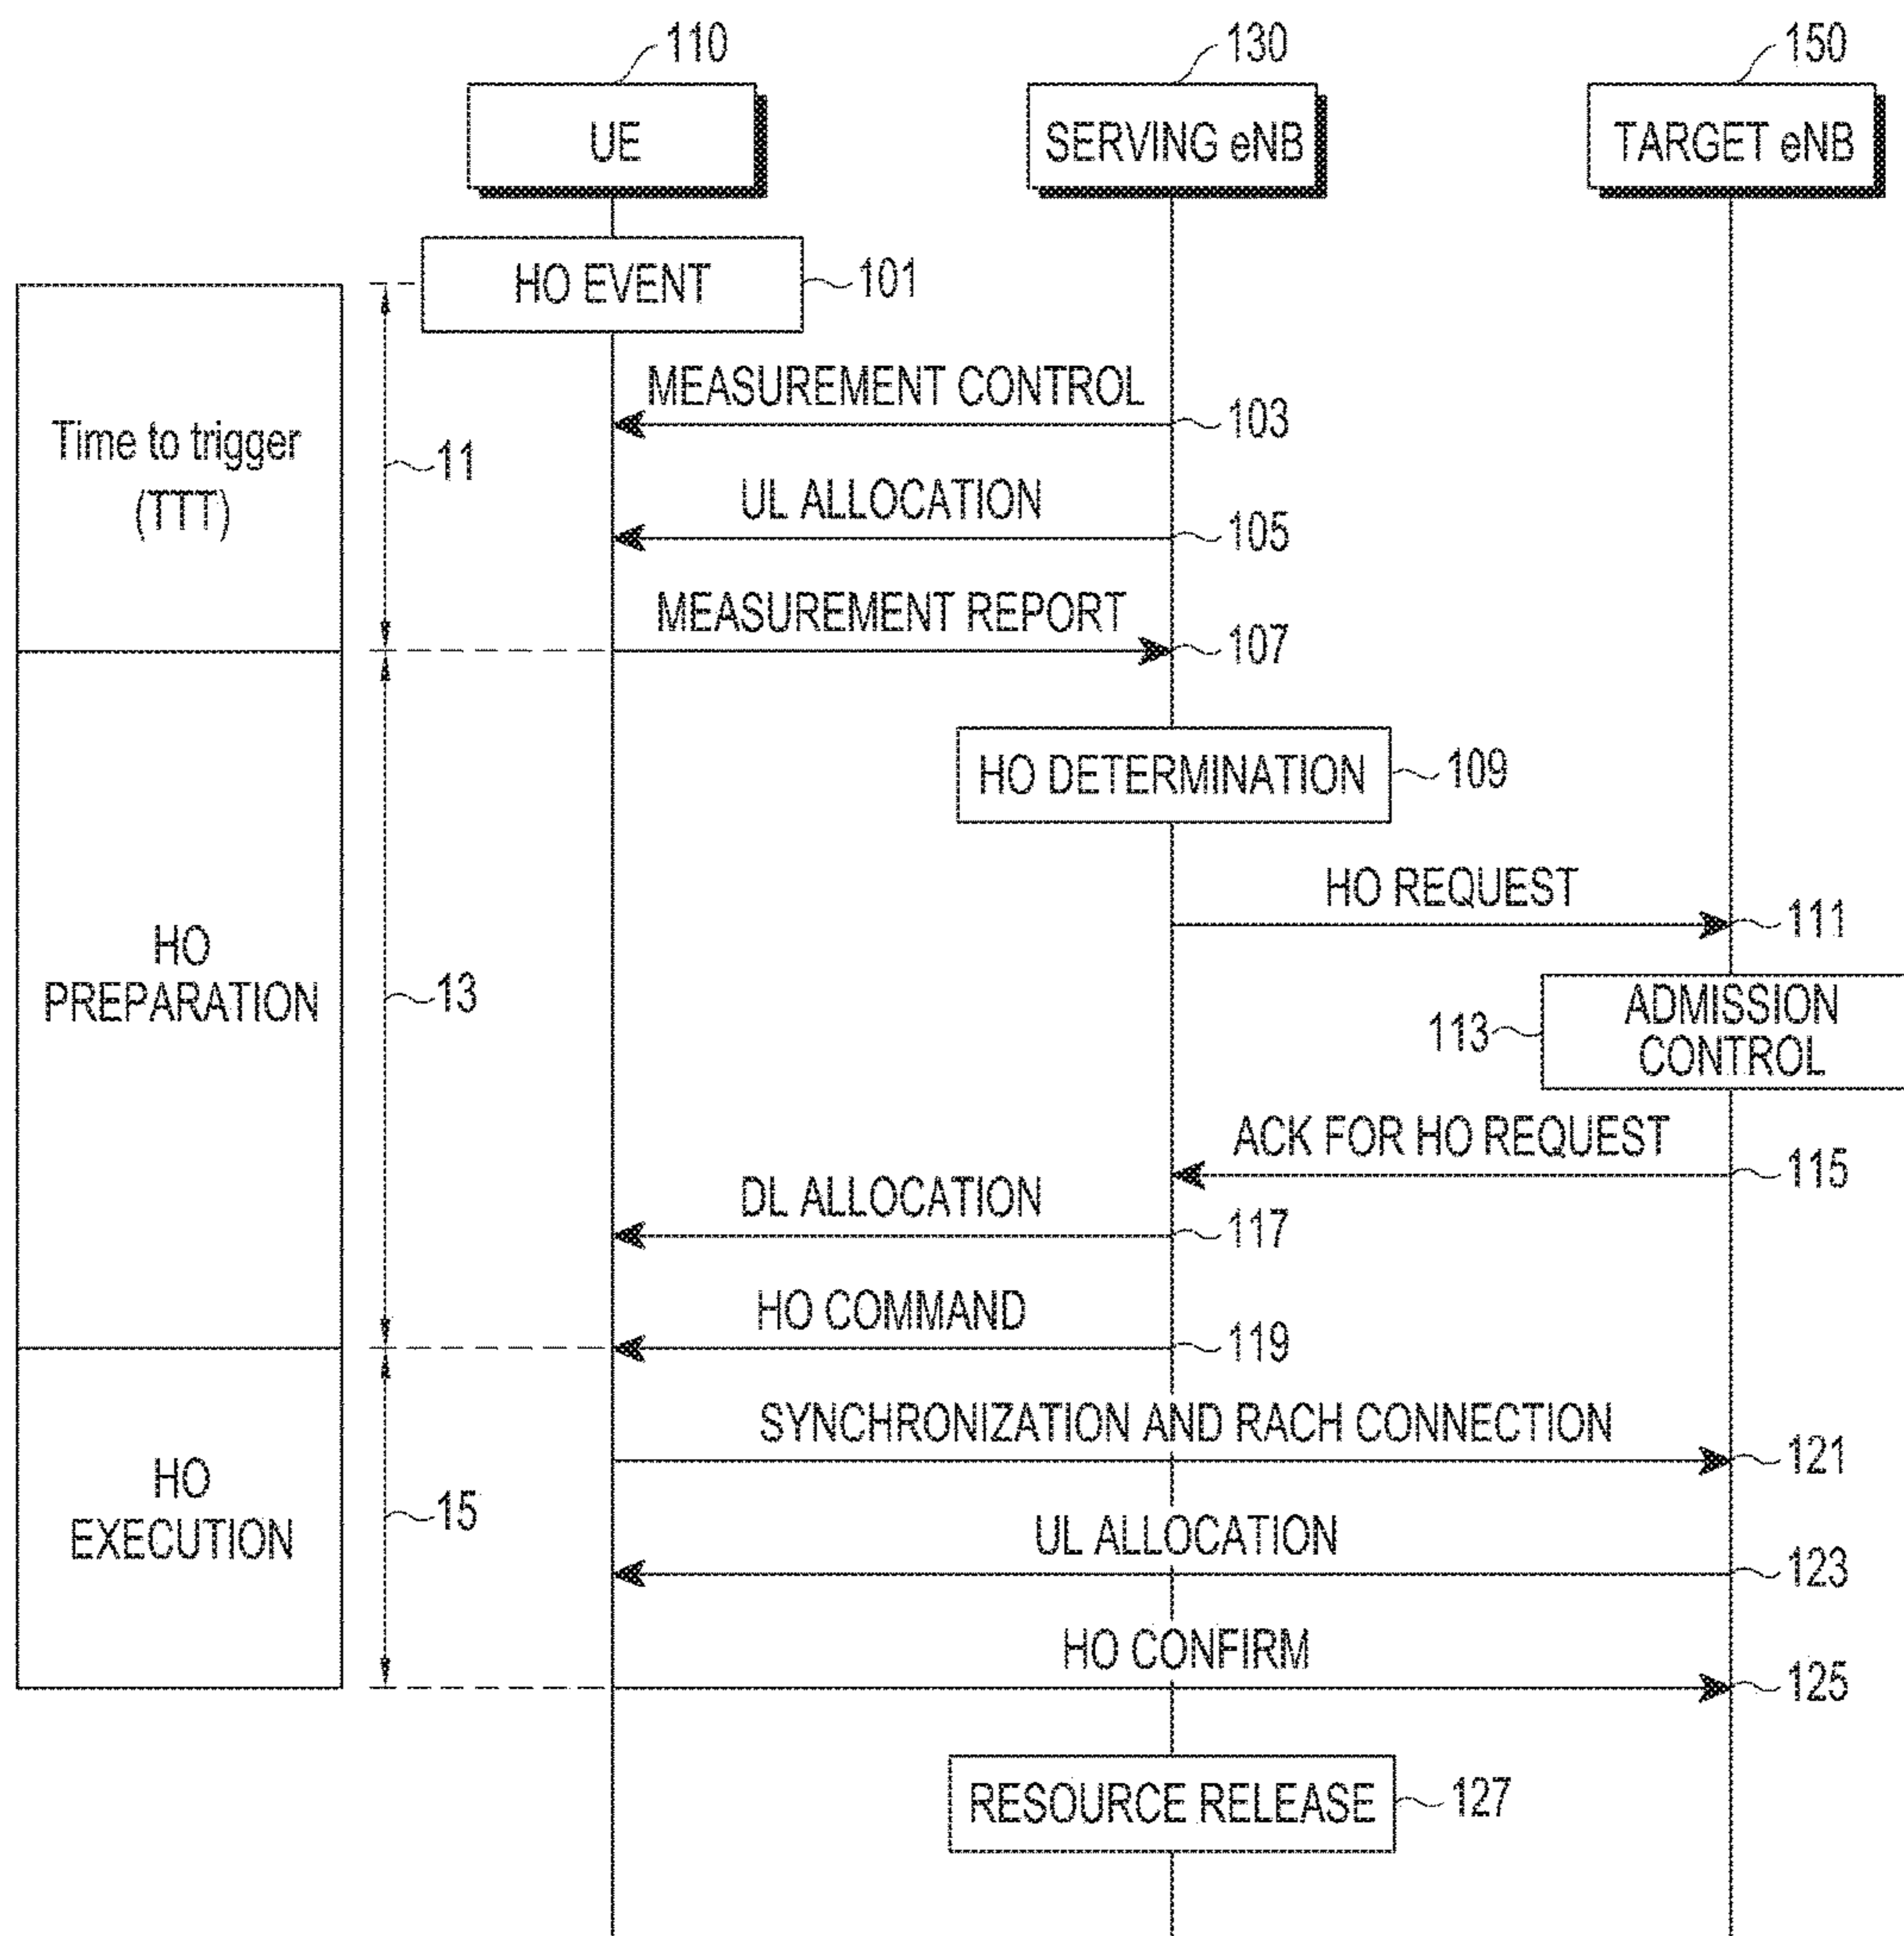 110
130
150
UE
SERVING eNB
TARGET eNB
HO EVENT
101
MEASUREMENT CONTROL
103
Time to trigger
(TTT)
11
UL ALLOCATION
105
MEASUREMENT REPORT
107
HO DETERMINATION
109
HO REQUEST
111
HO
PREPARATION
13
ADMISSION
CONTROL
113
ACK FOR HO REQUEST
115
DL ALLOCATION
117
HO COMMAND
119
SYNCHRONIZATION AND RACH CONNECTION
121
HO
EXECUTION
15
UL ALLOCATION
123
HO CONFIRM
125
RESOURCE RELEASE
127